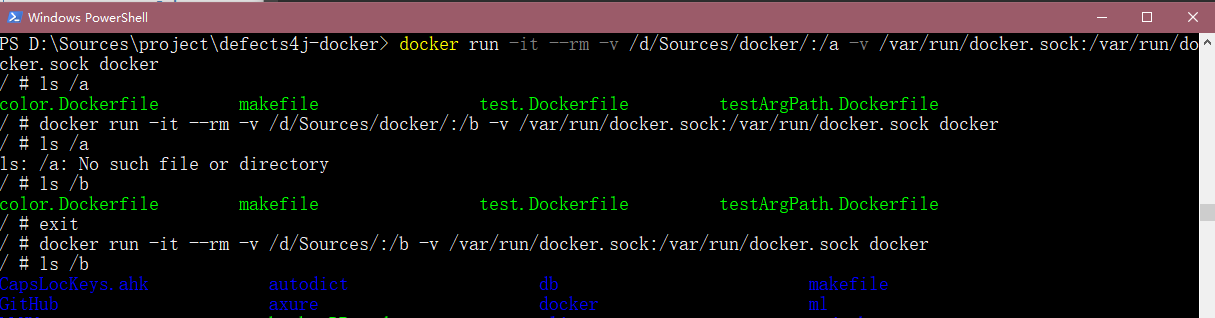 Windows PowerShell
PS D:\Sources\project\defects4j-docker> docker run -it --rm -v /d/Sources/docker/:/a -v /var/run/docker.sock:/var/run/do
cker.sock docker
/ # ls /a
color.Dockerfile makefile test.Dockerfile testArgPath.Dockerfile
/ # docker run -it --rm -v /d/Sources/docker/:/b -v /var/run/docker.sock:/var/run/docker.sock docker
/ # ls /a
ls: /a: No such file or directory
/ # ls /b
color.Dockerfile makefile test.Dockerfile testArgPath.Dockerfile
/ # exit
/ # docker run -it --rm -v /d/Sources/:/b -v /var/run/docker.sock:/var/run/docker.sock docker
/ # ls /b
CapsLocKeys.ahk autodict db makefile
GitHub axure docker ml